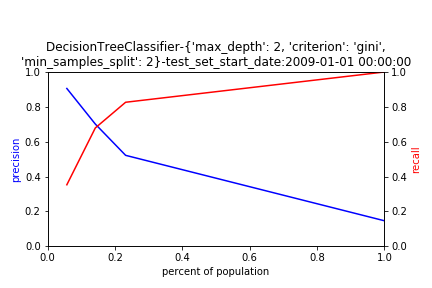 DecisionTreeClassifier-{'max_depth': 2, 'criterion': 'gini',
'min_samples_split': 2}-test_set_start_date:2009-01-01 00:00:00
1.0
0.8
0.6
0.4
0.2
0.0
precision
1.0
0.8
0.6
0.4
0.2
0.0
recall
0.0 0.2 0.4 0.6 0.8 1.0
percent of population